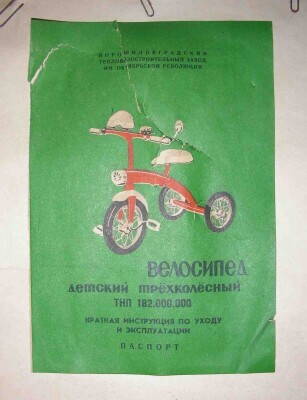 ВОРОШИЛОВГРАДСКИЙ
ТЕПЛОВОЗОСТРОИТЕЛЬНЫЙ ЗАВОД
ИМ ОКТЯБРЬСКОЙ РЕВОЛЮЦИИ
велосипед
детский трёхколёсный
ТНП 182.000.000
КРАТКАЯ ИНСТРУКЦИЯ ПО УХОДУ
И ЭКСПЛУАТАЦИИ
ПАСПОРТ